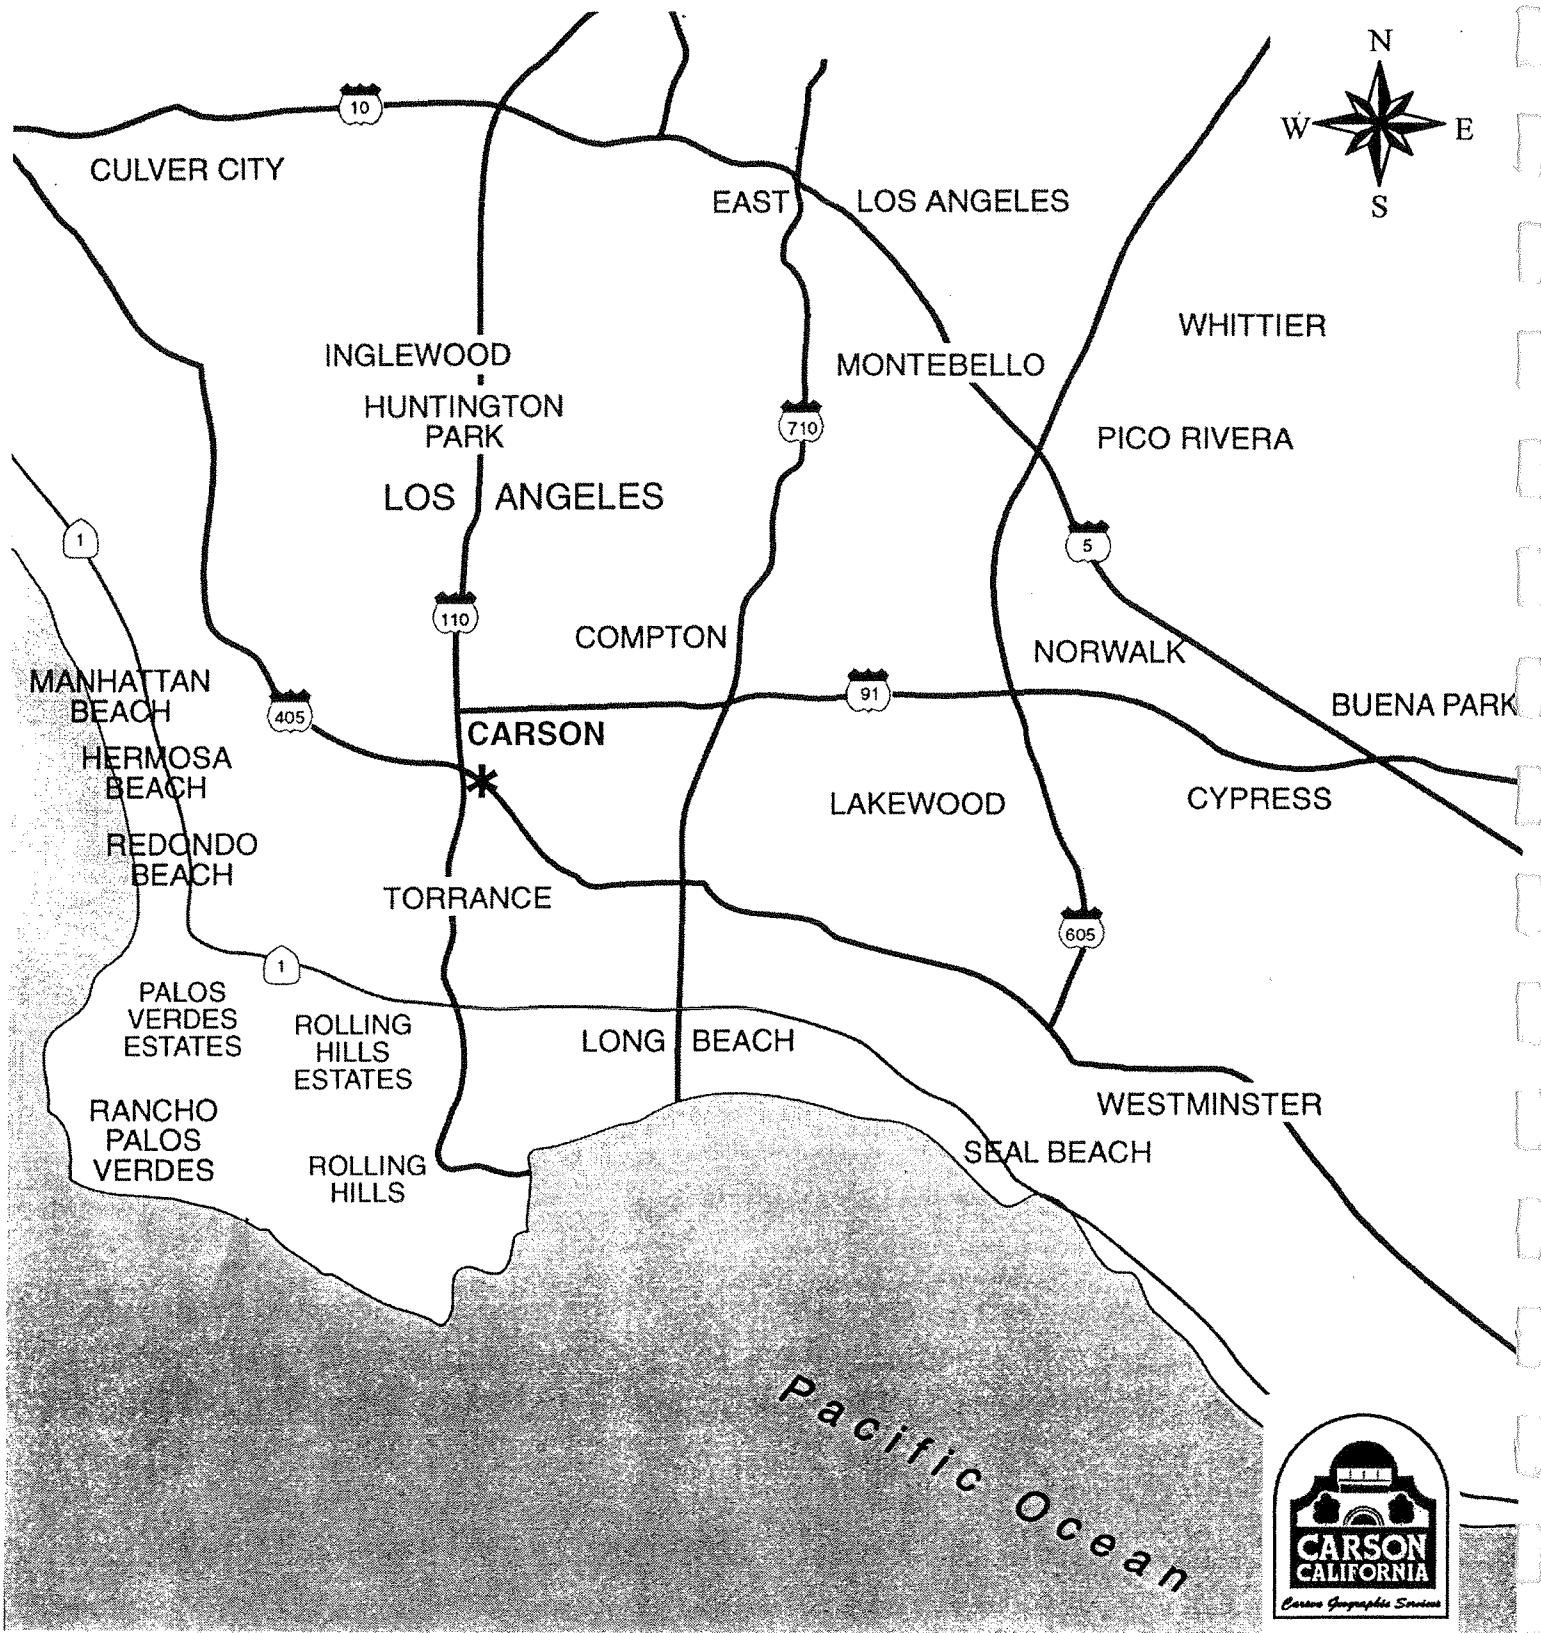 N
10
W E
CULVER CITY
EAST LOS ANGELES
S
WHITTIER
INGLEWOOD
MONTEBELLO
HUNTINGTON
PARK
710
PICO RIVERA
LOS ANGELES
1
5
110
COMPTON
NORWALK
MANHATTAN
BEACH
405
91
BUENA PARK
CARSON
HERMOSA
BEACH
LAKEWOOD
CYPRESS
REDONDO
BEACH
TORRANCE
605
1
PALOS
VERDES
ESTATES
ROLLING
HILLS
ESTATES
LONG BEACH
RANCHO
PALOS
VERDES
WESTMINSTER
SEAL BEACH
ROLLING
HILLS
Pacific Ocean
CARSON
CALIFORNIA
Carson Geographic Services